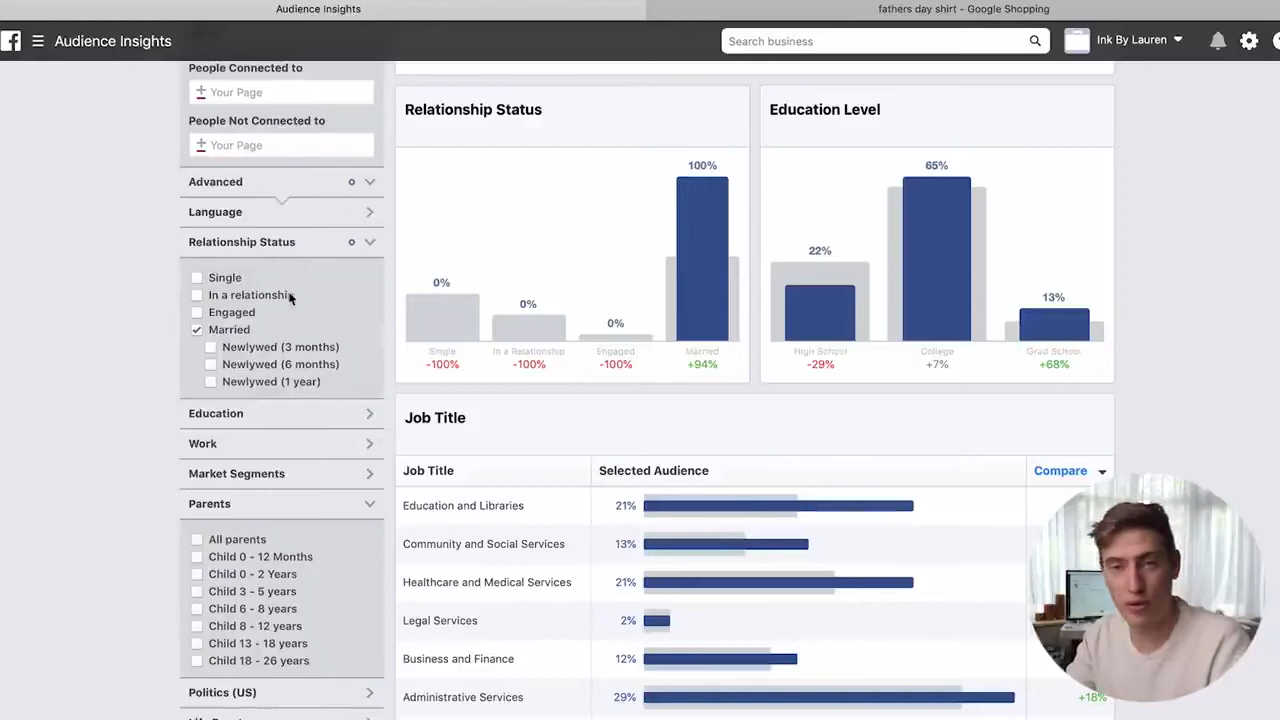 Audience Insights
fathers day shirt - Google Shopping
Audience Insights
Search business
Ink By Lauren
People Connected to
+ Your Page
People Not Connected to
+ Your Page
Advanced
Language
Relationship Status
Single
In a relationship
Engaged
Married
Newlywed (3 months)
Newlywed (6 months)
Newlywed (1 year)
Education
Work
Market Segments
Parents
All parents
Child 0 - 12 Months
Child 0 - 2 Years
Child 3 - 5 years
Child 6 - 8 years
Child 8 - 12 years
Child 13 - 18 years
Child 18 - 26 years
Politics (US)
Relationship Status
0% 0% 0% 100%
Single In a Relationship Engaged Married
-100% -100% -100% +94%
Education Level
22% 65% 13%
High School College Grad School
-29% +7% +68%
Job Title
Job Title Selected Audience Compare
Education and Libraries 21%
Community and Social Services 13%
Healthcare and Medical Services 21%
Legal Services 2%
Business and Finance 12%
Administrative Services 29% +18%